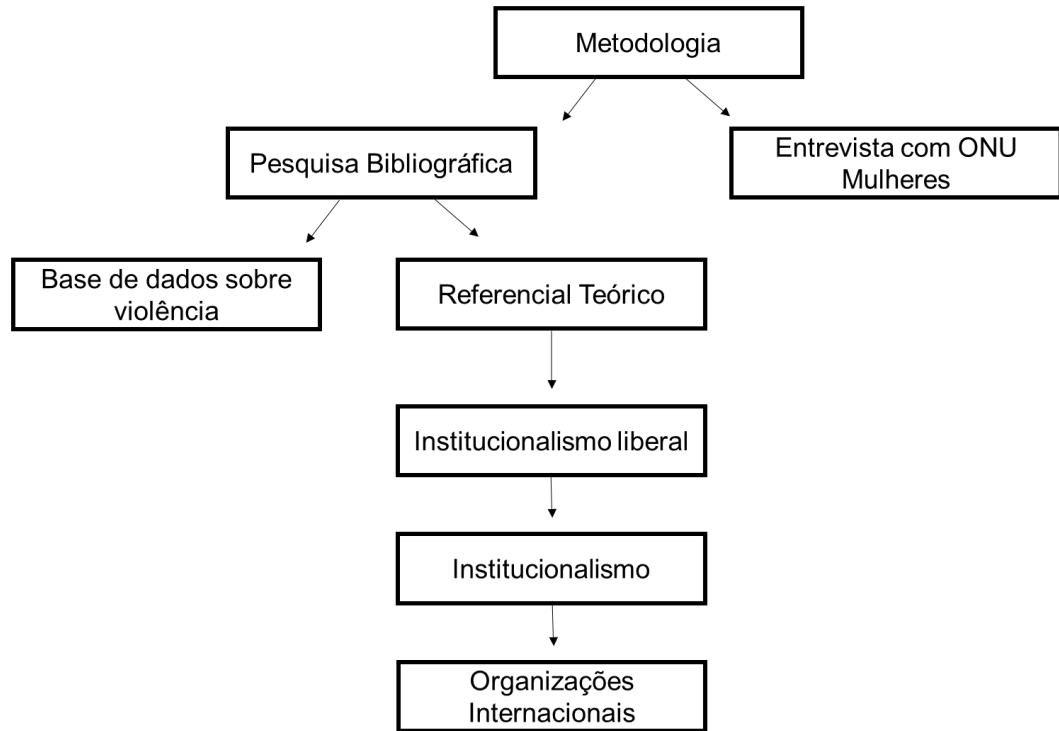 Metodologia
Pesquisa Bibliográfica
Entrevista com ONU
Mulheres
Base de dados sobre
violência
Referencial Teórico
Institucionalismo liberal
Institucionalismo
Organizações
Internacionais